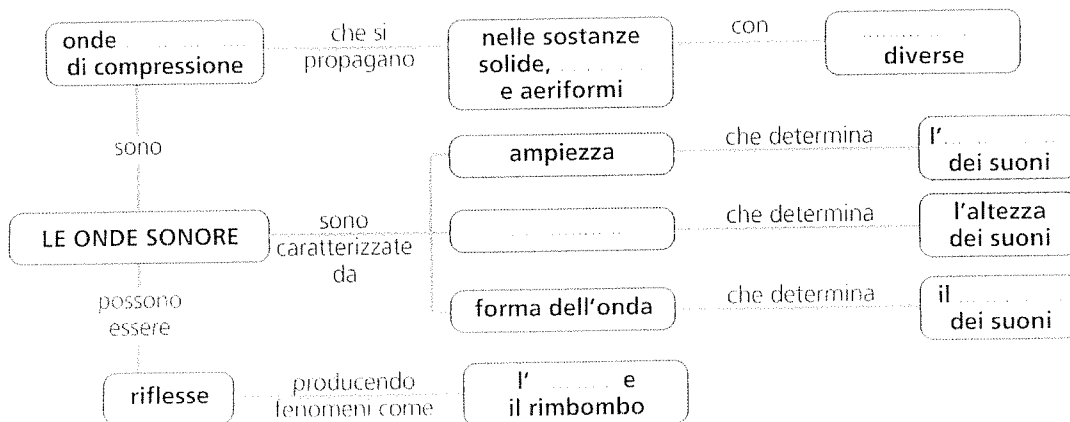 onde .. ... ... ...
di compressione
che si
propagano
nelle sostanze
solide, .. ... ...
e aeriformi
con
... ... ... ...
diverse
sono
ampiezza
che determina
l'... ... ... ...
dei suoni
LE ONDE SONORE
sono
caratterizzate
da
... ... ... ...
che determina
l'altezza
dei suoni
forma dell'onda
che determina
il ... ... ...
dei suoni
possono
essere
riflesse
producendo
fenomeni come
l' ... ... ... e
il rimbombo